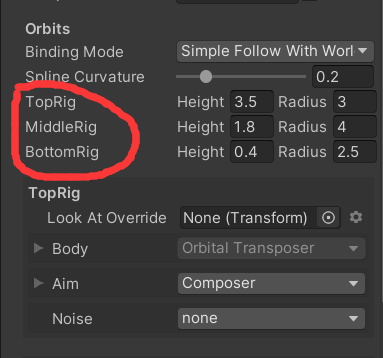 Orbits
Binding Mode Simple Follow With Worl
Spline Curvature 0.2
TopRig Height 3.5 Radius 3
MiddleRig Height 1.8 Radius 4
BottomRig Height 0.4 Radius 2.5
TopRig
Look At Override None (Transform)
Body Orbital Transposer
Aim Composer
Noise none